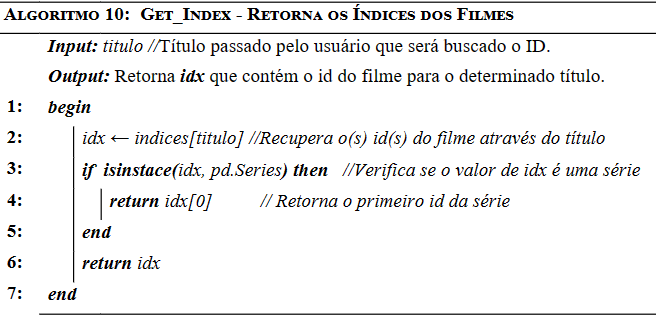 ALGORITMO 10: GET_INDEX - RETORNA OS ÍNDICES DOS FILMES
Input: titulo //Título passado pelo usuário que será buscado o ID.
Output: Retorna idx que contém o id do filme para o determinado título.
1: begin
2: idx ← indices[titulo] //Recupera o(s) id(s) do filme através do título
3: if isinstace(idx, pd.Series) then //Verifica se o valor de idx é uma série
4: return idx[0] // Retorna o primeiro id da série
5: end
6: return idx
7: end